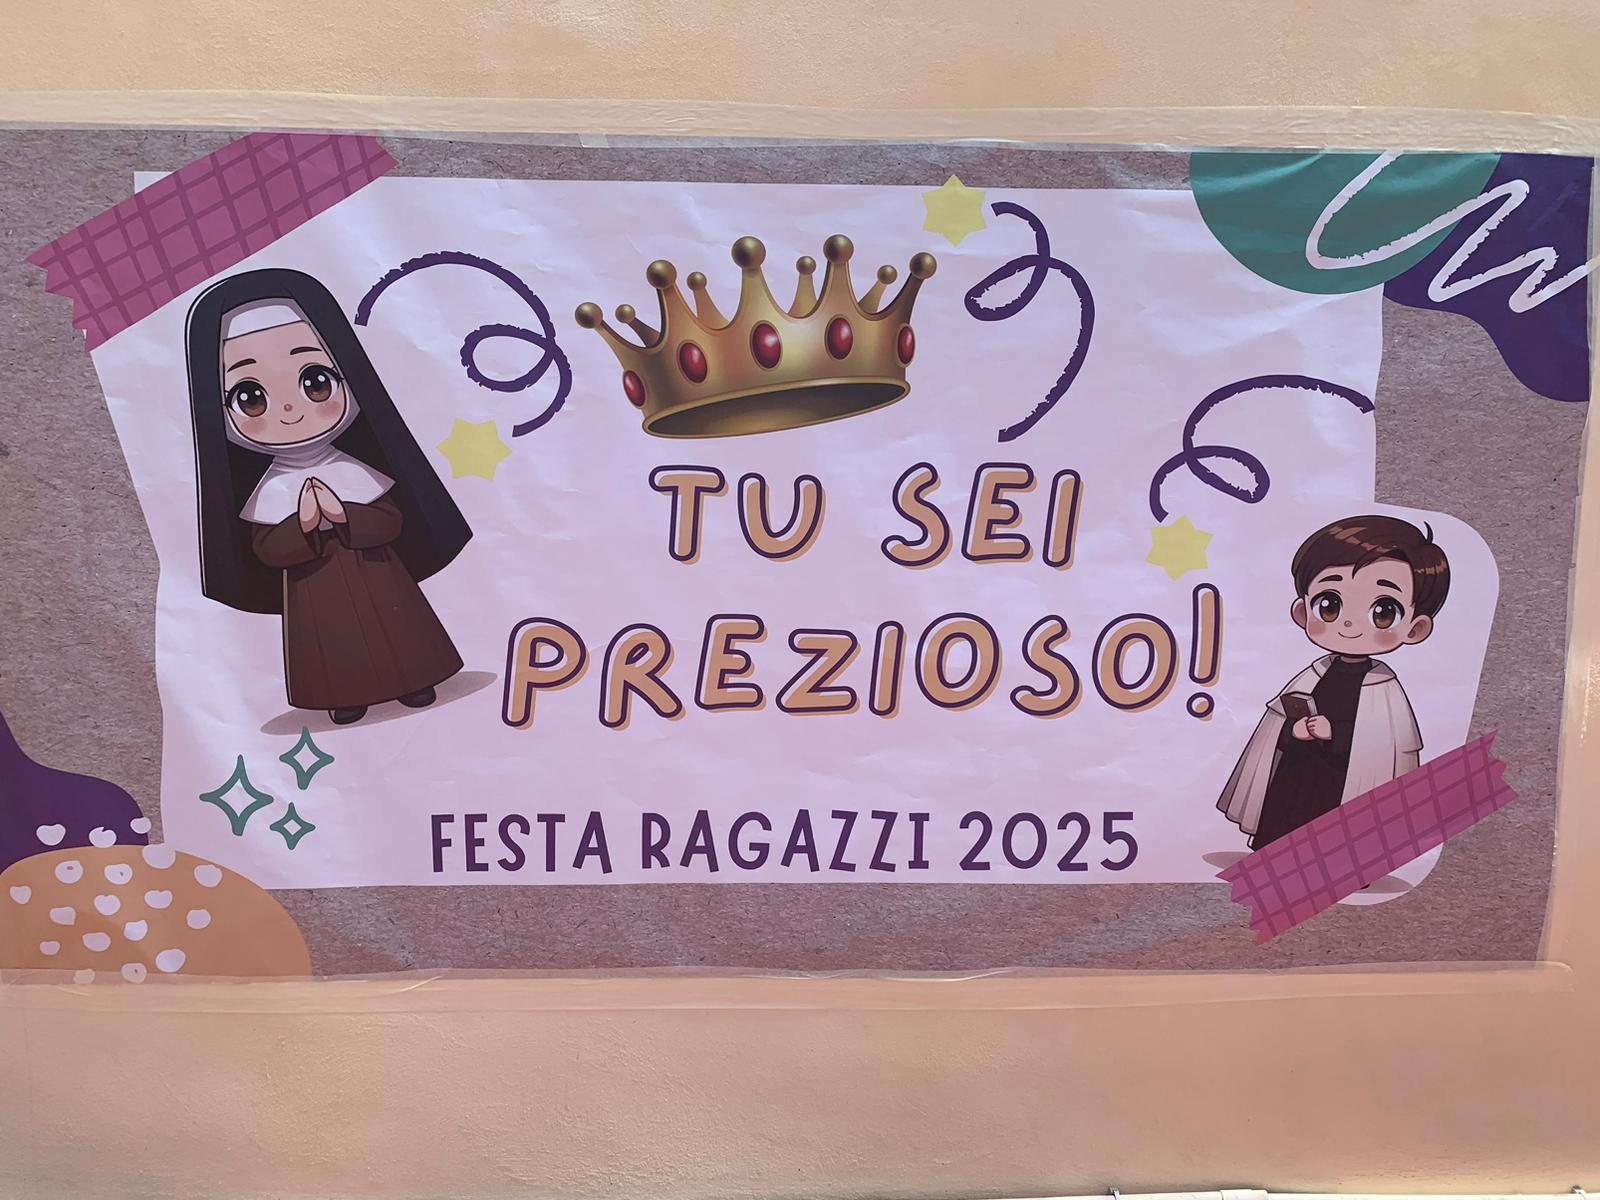 TU SEI
PREZIOSO!
FESTA RAGAZZI 2025